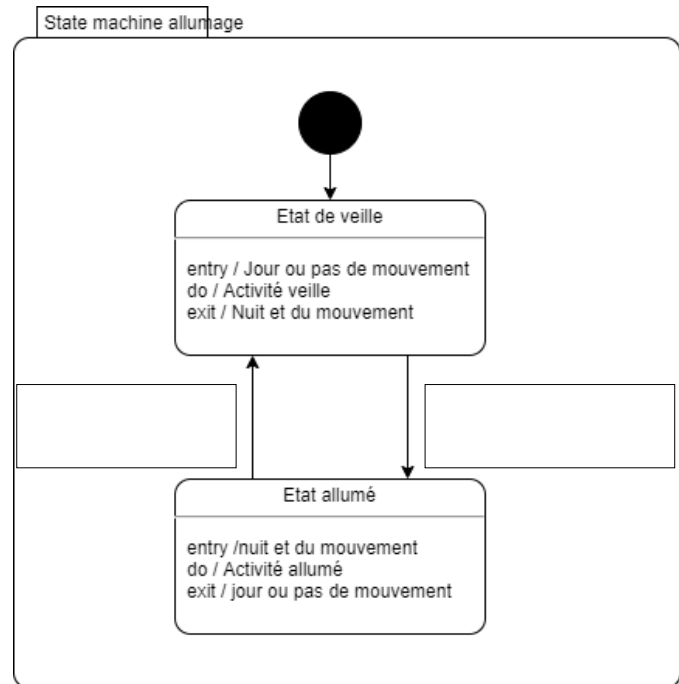 State machine allumage
Etat de veille
entry / Jour ou pas de mouvement
do / Activité veille
exit / Nuit et du mouvement
Etat allumé
entry /nuit et du mouvement
do / Activité allumé
exit / jour ou pas de mouvement